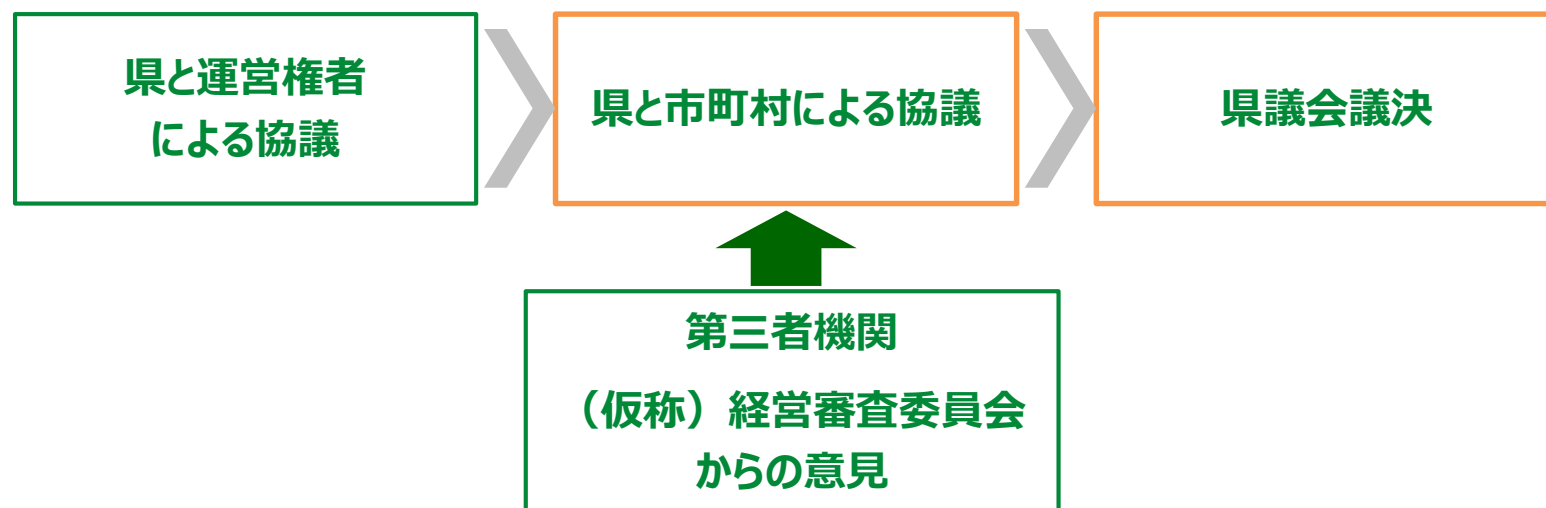 県と運営権者
による協議
県と市町村による協議
県議会議決
第三者機関
（仮称）経営審査委員会
からの意見